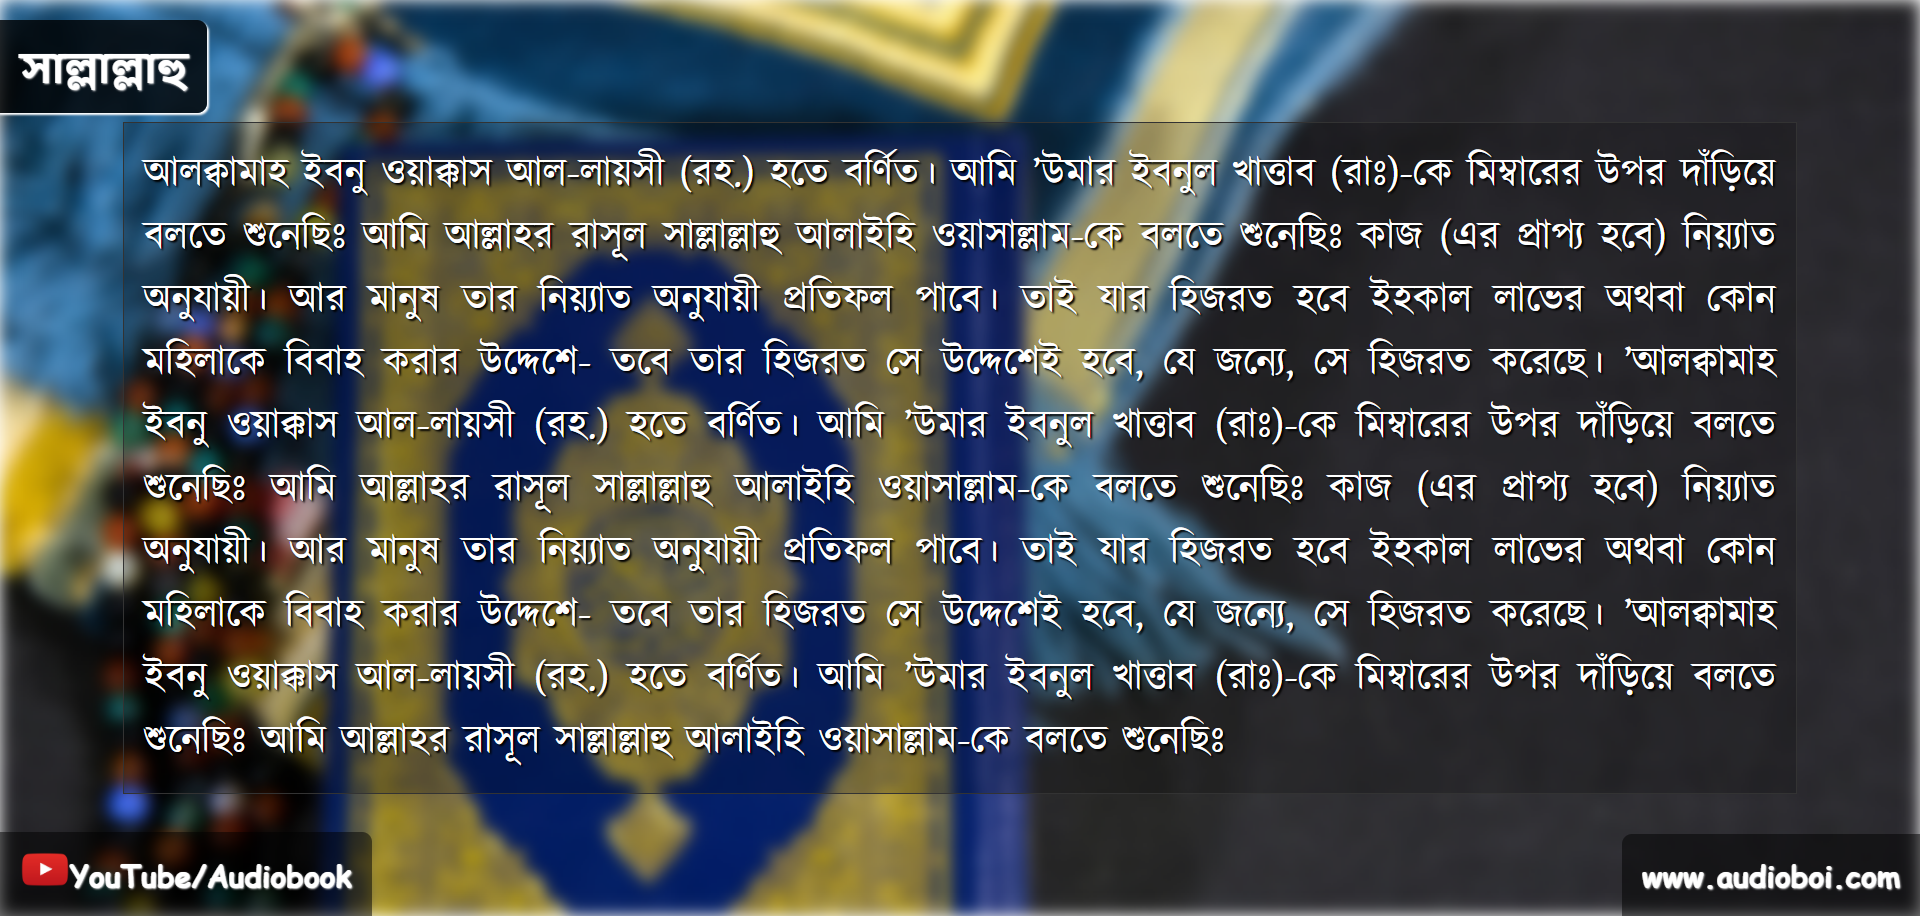 সাল্লাল্লাহু
আলক্বামাহ ইবনু ওয়াক্কাস আল-লায়সী (রহ.) হতে বর্ণিত। আমি ’উমার ইবনুল খাত্তাব (রাঃ)-কে মিম্বারের উপর দাঁড়িয়ে
বলতে শুনেছিঃ আমি আল্লাহর রাসূল সাল্লাল্লাহু আলাইহি ওয়াসাল্লাম-কে বলতে শুনেছিঃ কাজ (এর প্রাপ্য হবে) নিয়্যাত
অনুযায়ী। আর মানুষ তার নিয়্যাত অনুযায়ী প্রতিফল পাবে। তাই যার হিজরত হবে ইহকাল লাভের অথবা কোন
মহিলাকে বিবাহ করার উদ্দেশে- তবে তার হিজরত সে উদ্দেশেই হবে, যে জন্যে, সে হিজরত করেছে। ’আলক্বামাহ
ইবনু ওয়াক্কাস আল-লায়সী (রহ.) হতে বর্ণিত। আমি ’উমার ইবনুল খাত্তাব (রাঃ)-কে মিম্বারের উপর দাঁড়িয়ে বলতে
শুনেছিঃ আমি আল্লাহর রাসূল সাল্লাল্লাহু আলাইহি ওয়াসাল্লাম-কে বলতে শুনেছিঃ কাজ (এর প্রাপ্য হবে) নিয়্যাত
অনুযায়ী। আর মানুষ তার নিয়্যাত অনুযায়ী প্রতিফল পাবে। তাই যার হিজরত হবে ইহকাল লাভের অথবা কোন
মহিলাকে বিবাহ করার উদ্দেশে- তবে তার হিজরত সে উদ্দেশেই হবে, যে জন্যে, সে হিজরত করেছে। ’আলক্বামাহ
ইবনু ওয়াক্কাস আল-লায়সী (রহ.) হতে বর্ণিত। আমি ’উমার ইবনুল খাত্তাব (রাঃ)-কে মিম্বারের উপর দাঁড়িয়ে বলতে
শুনেছিঃ আমি আল্লাহর রাসূল সাল্লাল্লাহু আলাইহি ওয়াসাল্লাম-কে বলতে শুনেছিঃ
YouTube/Audiobook
www.audioboi.com